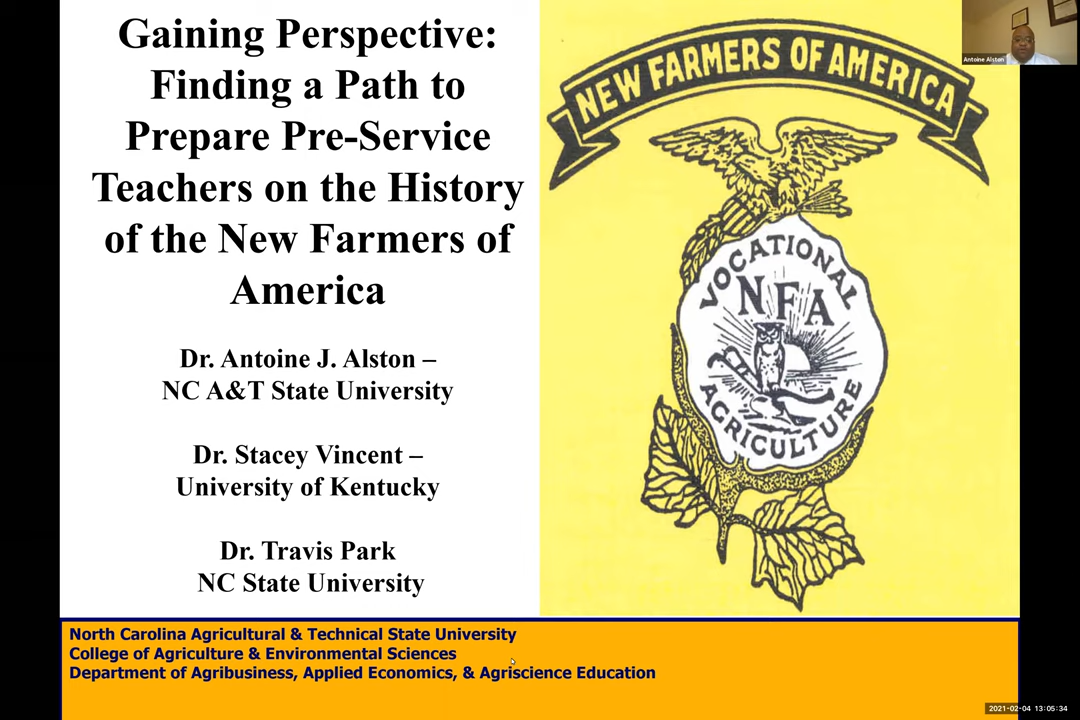 Gaining Perspective:
Finding a Path to
Prepare Pre-Service
Teachers on the History
of the New Farmers of
America
Dr. Antoine J. Alston –
NC A&T State University
Dr. Stacey Vincent –
University of Kentucky
Dr. Travis Park
NC State University
NEW FARMERS OF AMERICA
VOCATIONAL
NFA
AGRICULTURE
Antoine Alston
North Carolina Agricultural & Technical State University
College of Agriculture & Environmental Sciences
Department of Agribusiness, Applied Economics, & Agriscience Education
2021-02-04 13:05:34